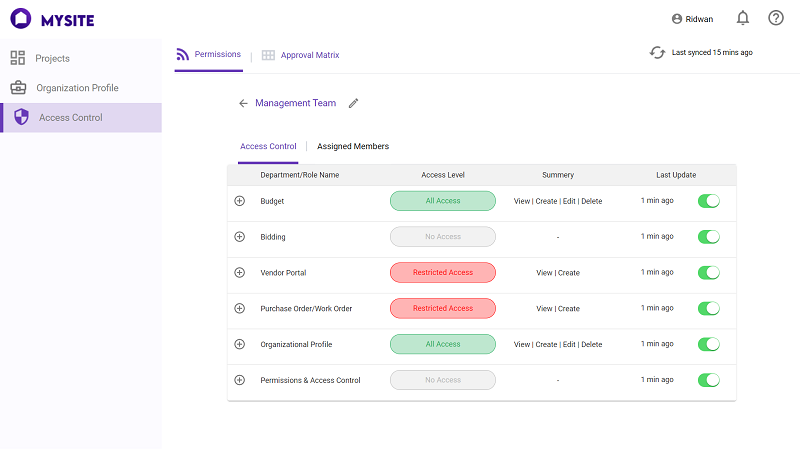 MYSITE
Ridwan
Projects
Organization Profile
Access Control
Permissions | Approval Matrix
Last synced 15 mins ago
Management Team
Access Control | Assigned Members
Department/Role Name Access Level Summery Last Update
Budget All Access View | Create | Edit | Delete 1 min ago
Bidding No Access - 1 min ago
Vendor Portal Restricted Access View | Create 1 min ago
Purchase Order/Work Order Restricted Access View | Create 1 min ago
Organizational Profile All Access View | Create | Edit | Delete 1 min ago
Permissions & Access Control No Access - 1 min ago